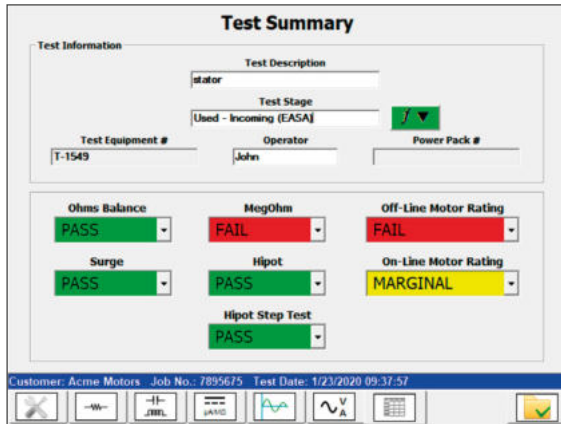 Test Summary
Test Information
Test Description
stator
Test Stage
Used - Incoming (EASA)
f ▼
Test Equipment # Operator Power Pack #
T-1549 John
Ohms Balance MegOhm Off-Line Motor Rating
PASS FAIL FAIL
Surge Hipot On-Line Motor Rating
PASS PASS MARGINAL
Hipot Step Test
PASS
Customer: Acme Motors Job No.: 7895675 Test Date: 1/23/2020 09:37:57
V
A